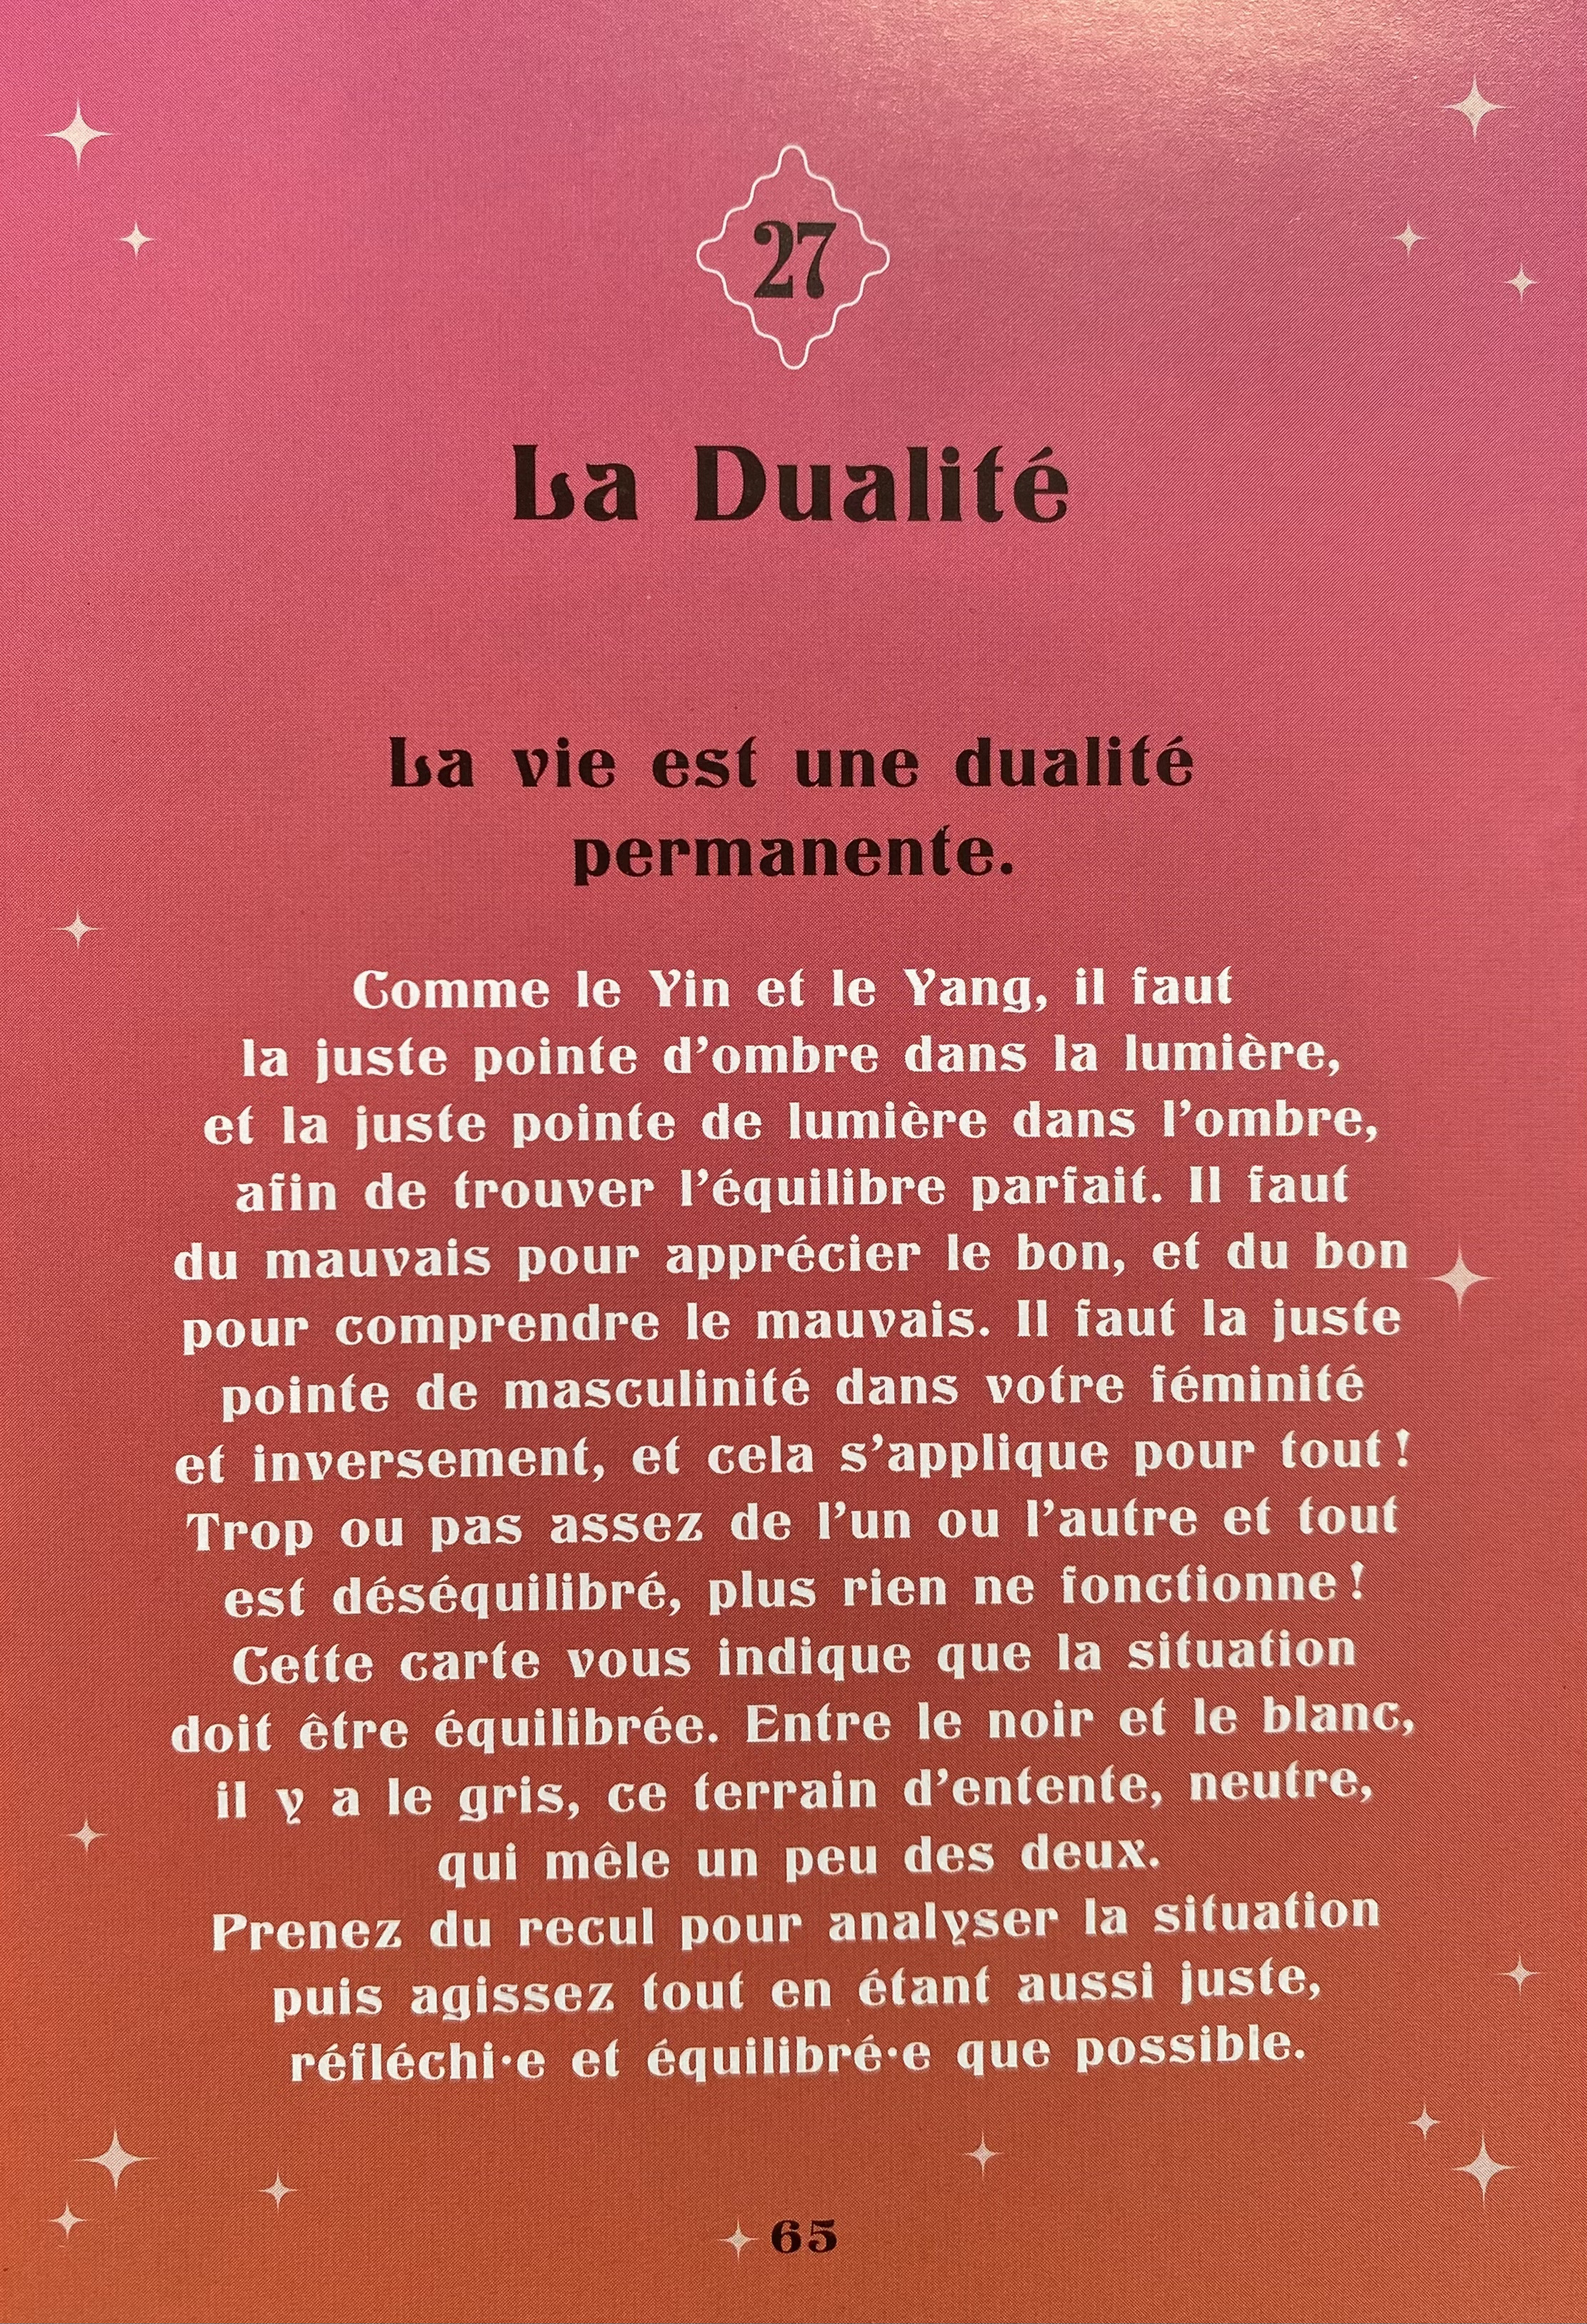 27
La Dualité
La vie est une dualité
permanente.
Comme le Yin et le Yang, il faut
la juste pointe d’ombre dans la lumière,
et la juste pointe de lumière dans l’ombre,
afin de trouver l’équilibre parfait. Il faut
du mauvais pour apprécier le bon, et du bon
pour comprendre le mauvais. Il faut la juste
pointe de masculinité dans votre féminité
et inversement, et cela s’applique pour tout !
Trop ou pas assez de l’un ou l’autre et tout
est déséquilibré, plus rien ne fonctionne !
Cette carte vous indique que la situation
doit être équilibrée. Entre le noir et le blanc,
il y a le gris, ce terrain d’entente, neutre,
qui mêle un peu des deux.
Prenez du recul pour analyser la situation
puis agissez tout en étant aussi juste,
réfléchi·e et équilibré·e que possible.
65